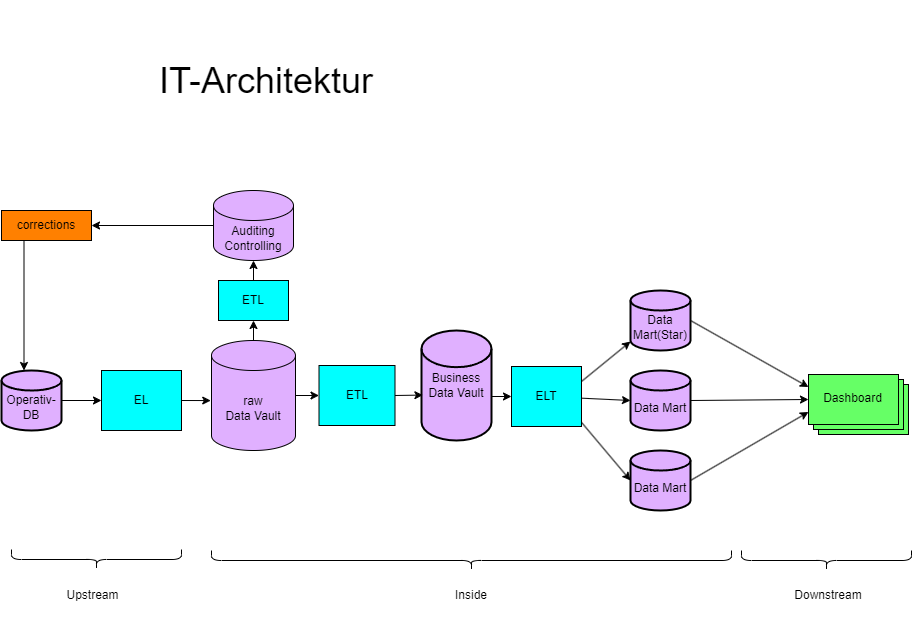 IT-Architektur
corrections
Auditing
Controlling
ETL
Operativ-
DB
EL
raw
Data Vault
ETL
Business
Data Vault
ELT
Data
Mart(Star)
Data Mart
Data Mart
Dashboard
Upstream
Inside
Downstream